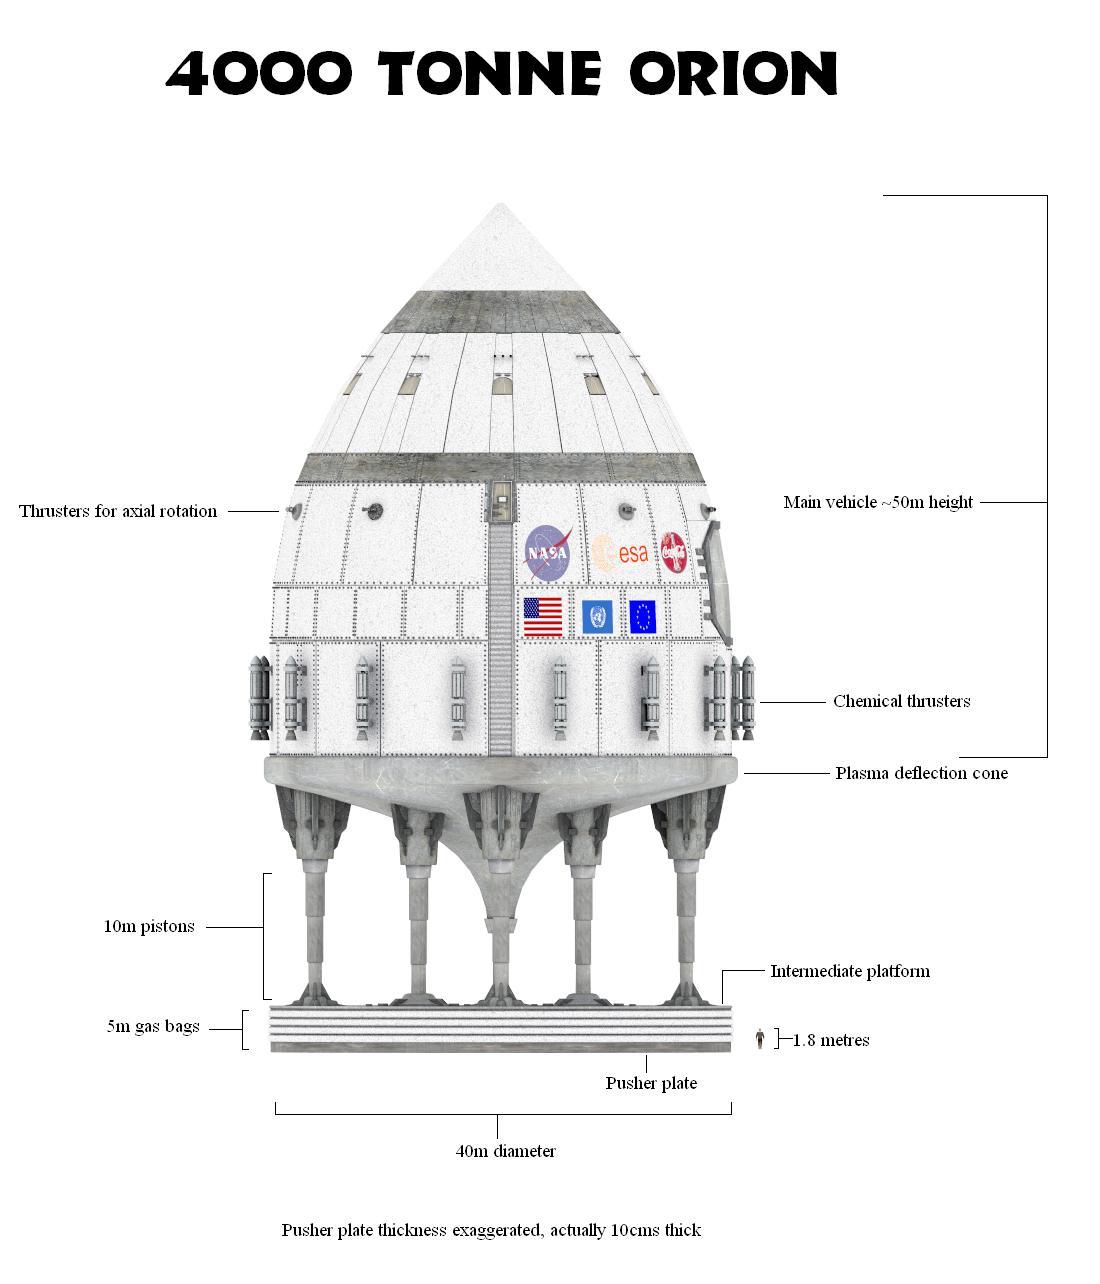 4000 TONNE ORION
Thrusters for axial rotation
Main vehicle ~50m height
NASA
esa
Chemical thrusters
Plasma deflection cone
10m pistons
Intermediate platform
5m gas bags
1.8 metres
Pusher plate
40m diameter
Pusher plate thickness exaggerated, actually 10cms thick